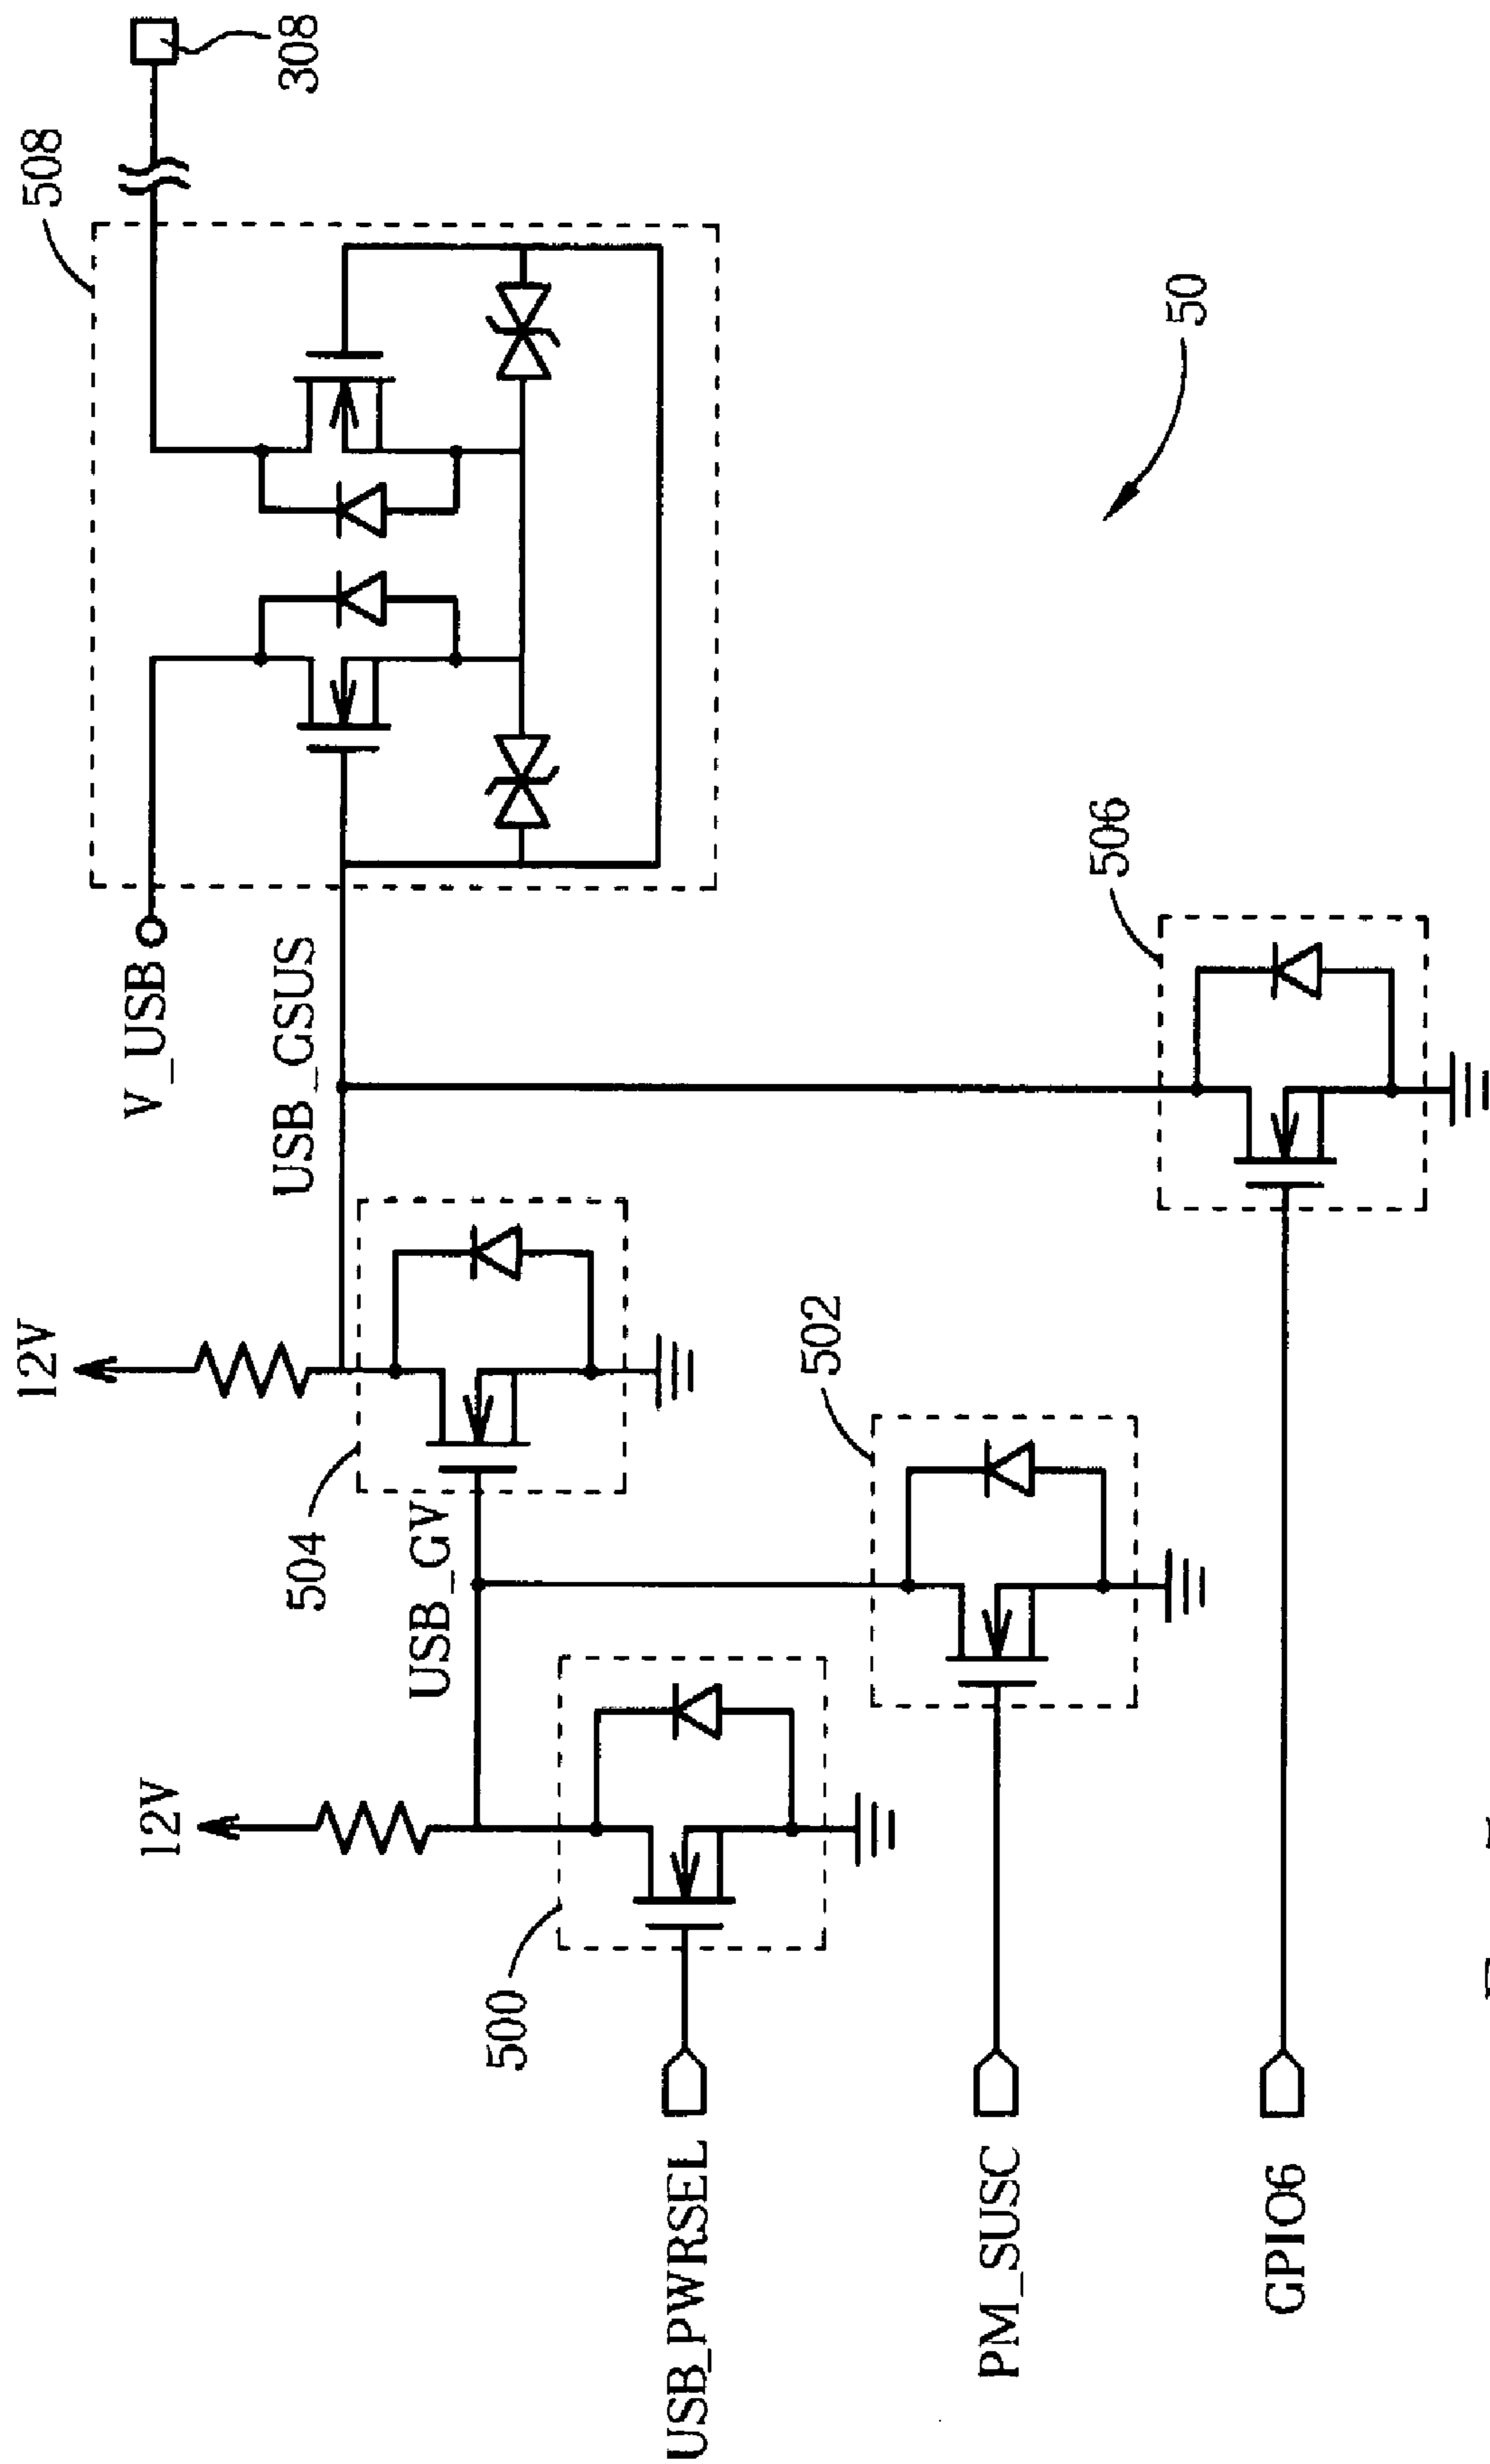 12V
12V
504
USB_GV
500
USB_PWRSEL
502
PM_SUSC
GPIO6
V_USB
USB_GSUS
506
508
308
50